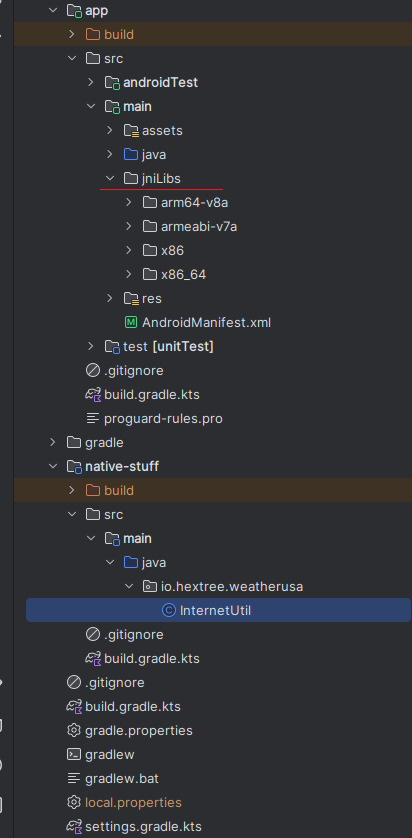 app
build
src
androidTest
main
assets
java
jniLibs
arm64-v8a
armeabi-v7a
x86
x86_64
res
M AndroidManifest.xml
test [unitTest]
.gitignore
build.gradle.kts
proguard-rules.pro
gradle
native-stuff
build
src
main
java
io.hextree.weatherusa
C InternetUtil
.gitignore
build.gradle.kts
.gitignore
build.gradle.kts
gradle.properties
gradlew
gradlew.bat
local.properties
settings.gradle.kts